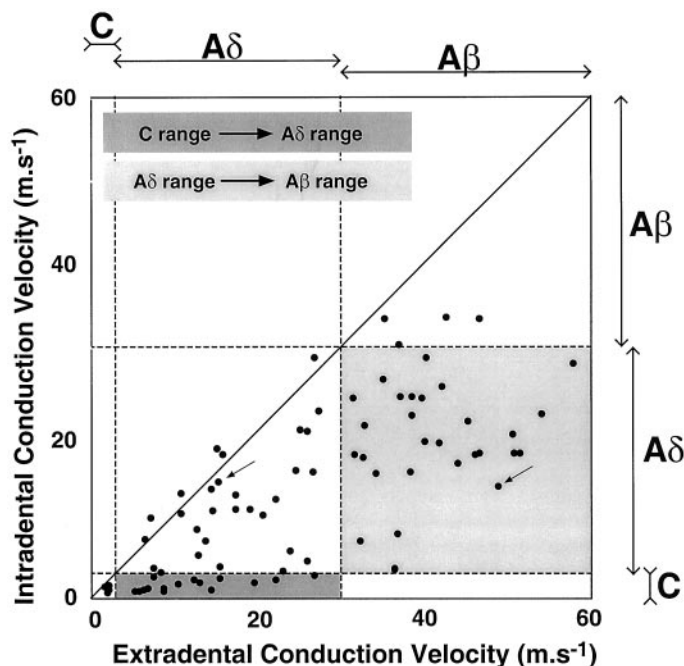 C
Aδ
Aβ
60
C range → Aδ range
Aδ range → Aβ range
Intradental Conduction Velocity (m.s-1)
40
20
0
Aβ
Aδ
C
0 20 40 60
Extradental Conduction Velocity (m.s-1)